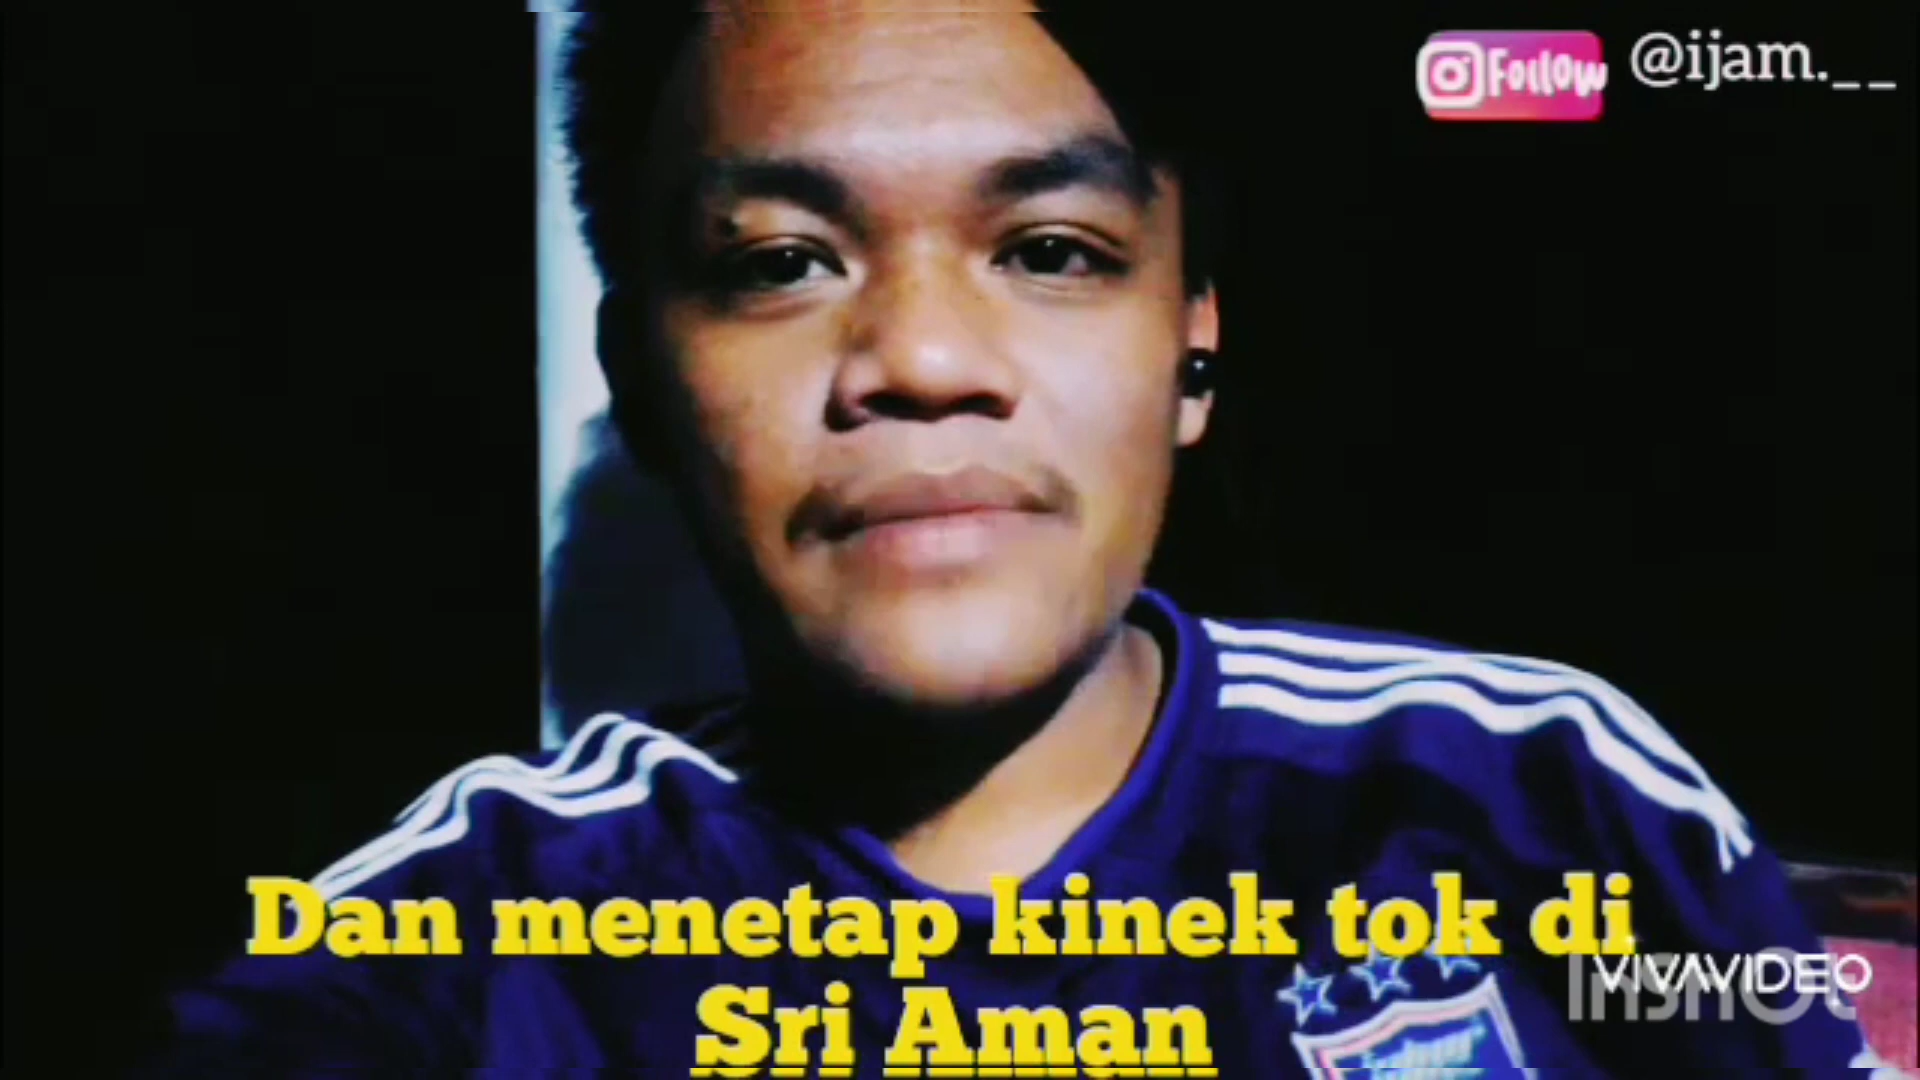 Follow @ijam.__
Dan menetap kinek tok di
Sri Aman
VIVAVIDEO
InShOt